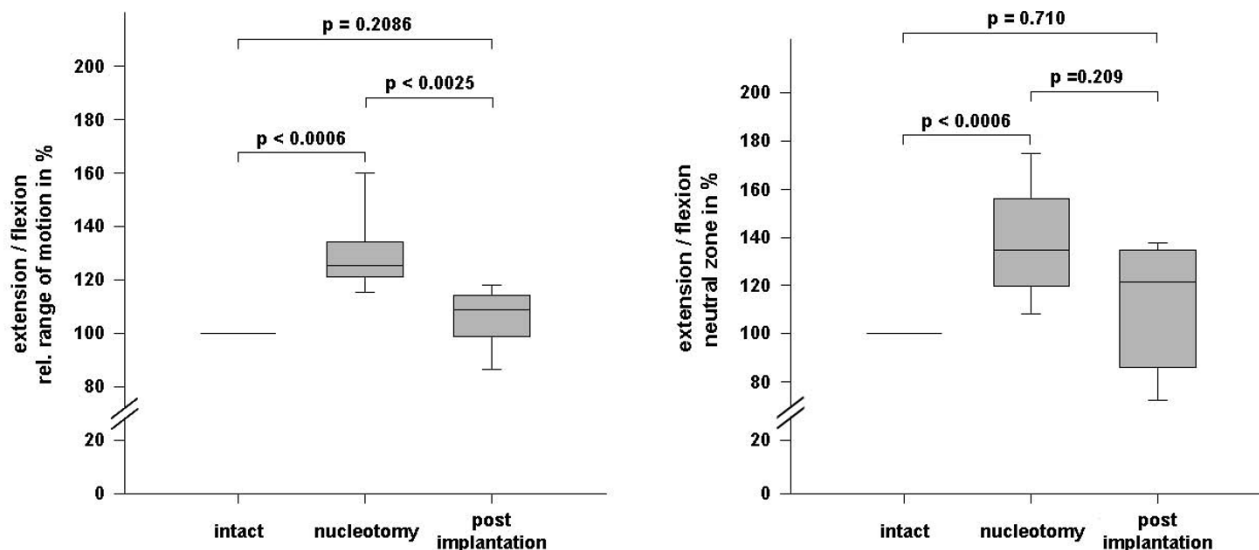 p = 0.2086
p < 0.0025
p < 0.0006
extension / flexion
rel. range of motion in %
200
180
160
140
120
100
80
20
0
intact
nucleotomy
post
implantation
p = 0.710
p =0.209
p < 0.0006
extension / flexion
neutral zone in %
200
180
160
140
120
100
80
20
0
intact
nucleotomy
post
implantation